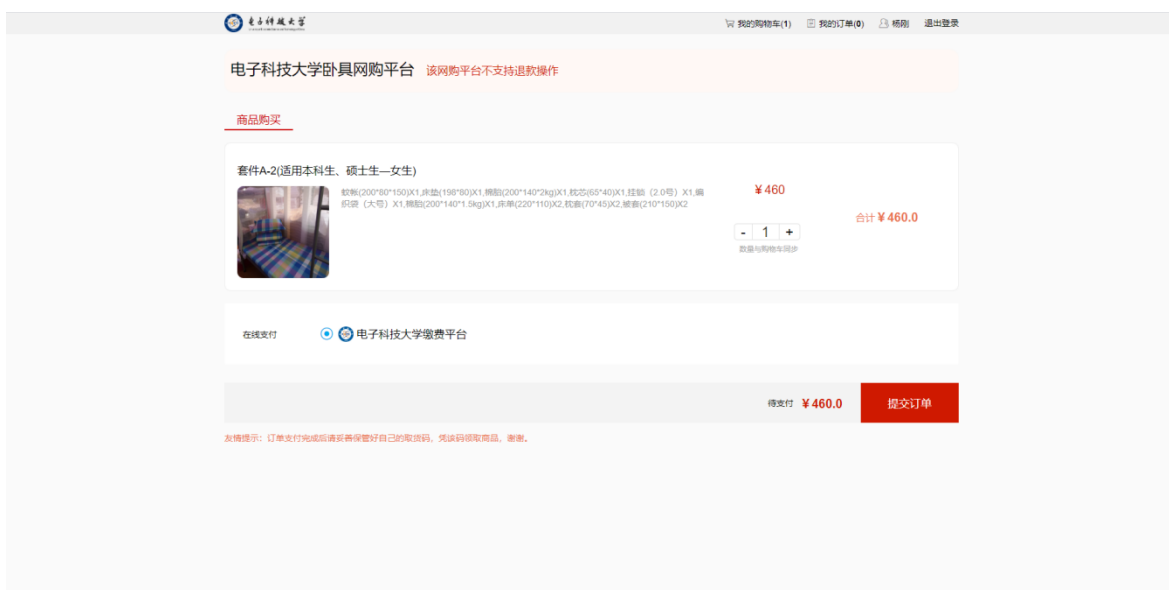 电子科技大学
我的购物车(1) 我的订单(0) 杨刚 退出登录
电子科技大学卧具网购平台 该网购平台不支持退款操作
商品购买
套件A-2(适用本科生、硕士生—女生)
蚊帐(200*80*150)X1,床垫(198*80)X1,棉胎(200*140*2kg)X1,枕芯(65*40)X1,挂锁（2.0号）X1,编
织袋（大号）X1,棉胎(200*140*1.5kg)X1,床单(220*110)X2,枕套(70*45)X2,被套(210*150)X2
¥460
合计 ¥460.0
- 1 +
数量与购物车同步
在线支付 电子科技大学缴费平台
待支付 ¥460.0 提交订单
友情提示：订单支付完成后请妥善保管好自己的取货码，凭该码领取商品，谢谢。